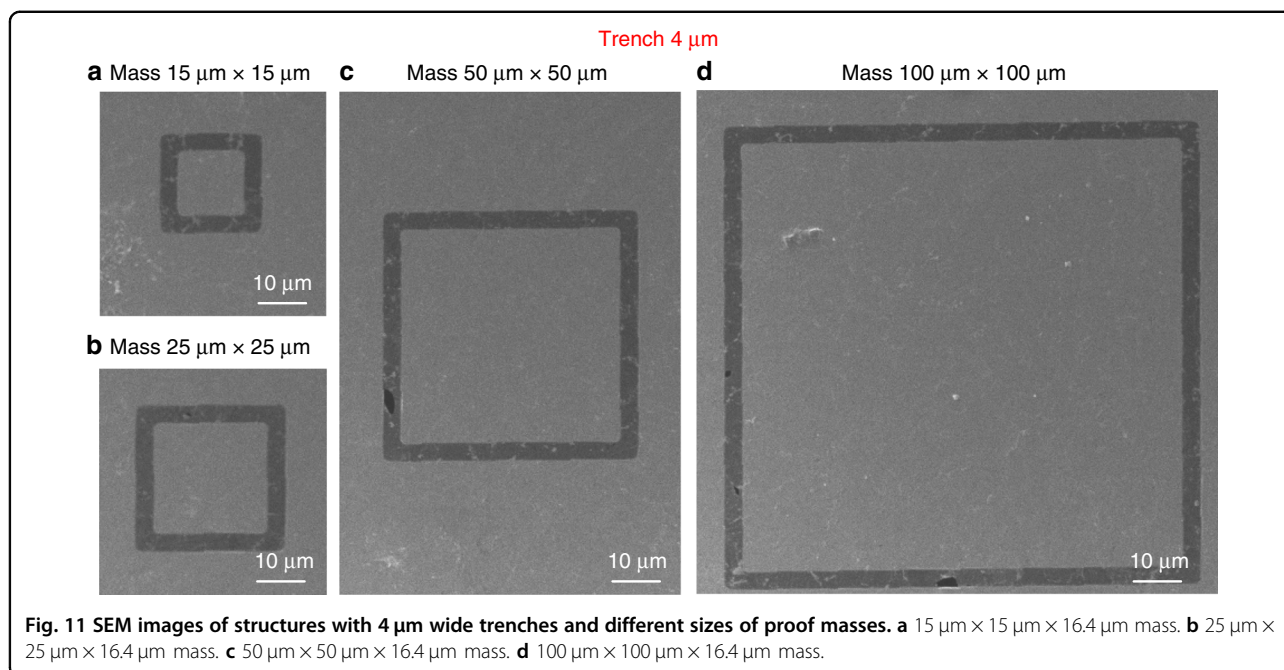 Trench 4 μm
a Mass 15 μm × 15 μm
c Mass 50 μm × 50 μm
d Mass 100 μm × 100 μm
10 μm
b Mass 25 μm × 25 μm
10 μm
10 μm
10 μm
Fig. 11 SEM images of structures with 4 μm wide trenches and different sizes of proof masses. a 15 μm × 15 μm × 16.4 μm mass. b 25 μm ×
25 μm × 16.4 μm mass. c 50 μm × 50 μm × 16.4 μm mass. d 100 μm × 100 μm × 16.4 μm mass.